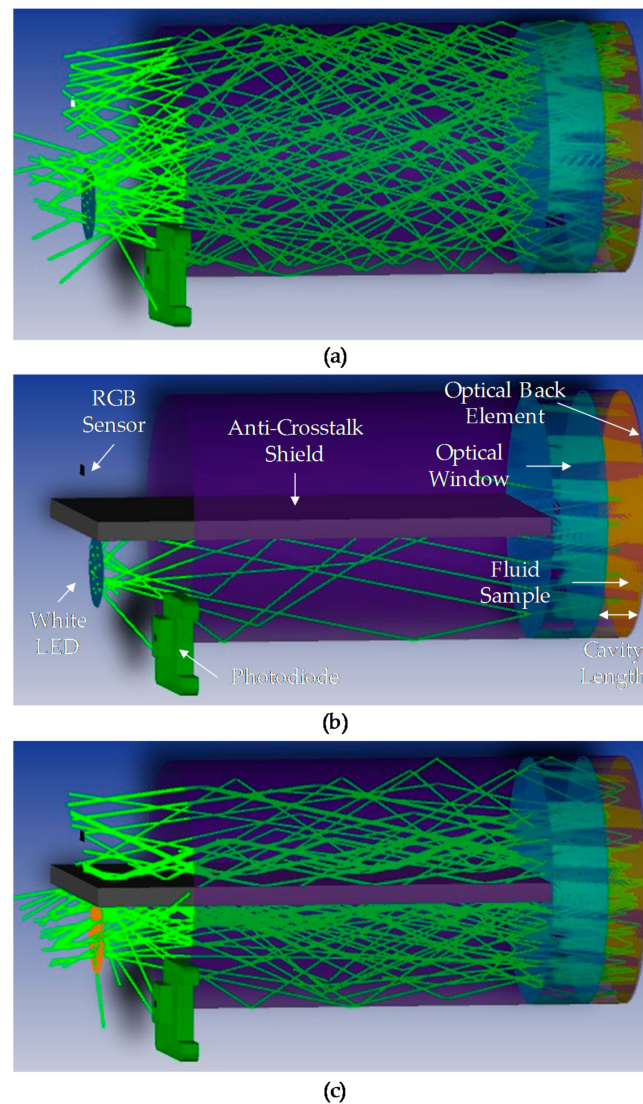 (a)
RGB
Sensor
Anti-Crosstalk
Shield
Optical Back
Element
Optical
Window
White
LED
Photodiode
Fluid
Sample
Cavity
Length
(b)
(c)